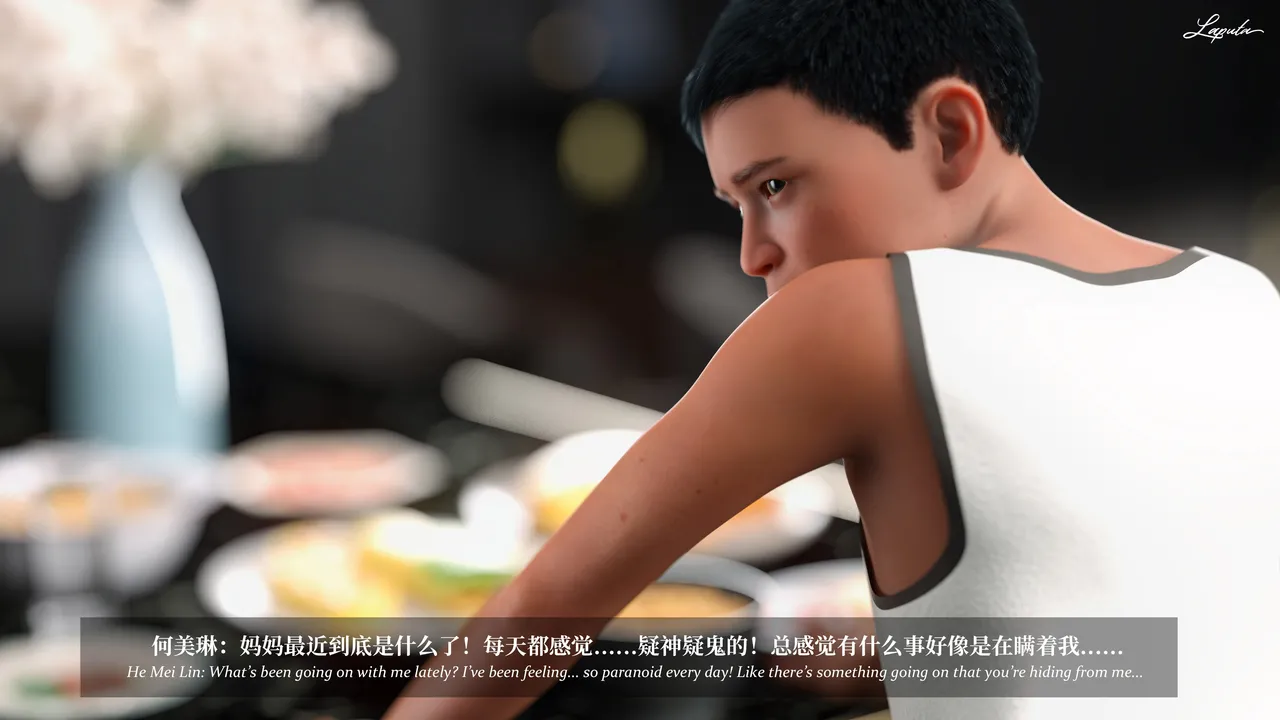 Laputa
何美琳：妈妈最近到底是什么了！每天都感觉……疑神疑鬼的！总感觉有什么事好像是在瞒着我……
He Mei Lin: What's been going on with me lately? I've been feeling... so paranoid every day! Like there's something going on that you're hiding from me...